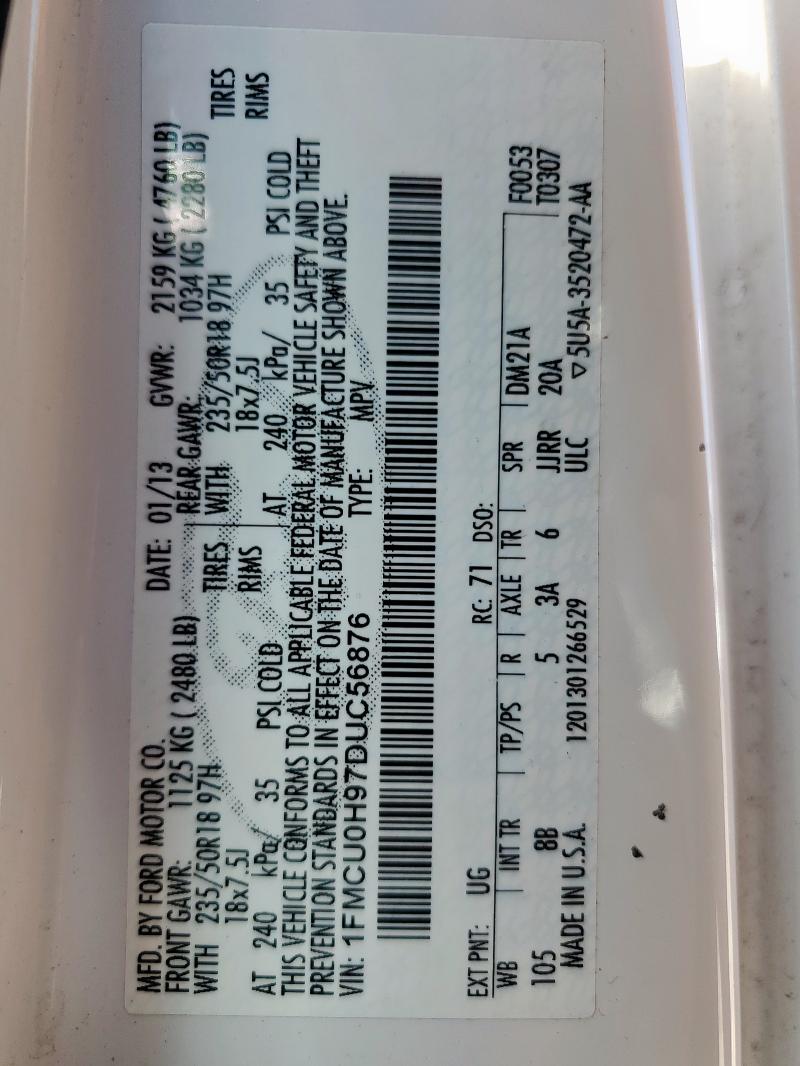 MFD. BY FORD MOTOR CO. DATE: 01/13 GVWR: 2159 KG ( 4760 LB)
FRONT GAWR: 1125 KG ( 2480 LB) REAR GAWR: 1034 KG ( 2280 LB)
WITH 235/50R18 97H TIRES WITH 235/50R18 97H TIRES
18x7.5J RIMS 18x7.5J RIMS
AT 240 kPa/ 35 PSI COLD AT 240 kPa/ 35 PSI COLD
THIS VEHICLE CONFORMS TO ALL APPLICABLE FEDERAL MOTOR VEHICLE SAFETY AND THEFT
PREVENTION STANDARDS IN EFFECT ON THE DATE OF MANUFACTURE SHOWN ABOVE.
VIN: 1FMCU0H97DUC56876 TYPE: MPV
EXT PNT: UG RC: 71 DSO:
WB INT TR TP/PS R AXLE TR SPR DM21A F0053
105 8B 5 3A 6 JJRR 20A T0307
MADE IN U.S.A. 1201301266529 ULC ▽5U5A-3520472-AA